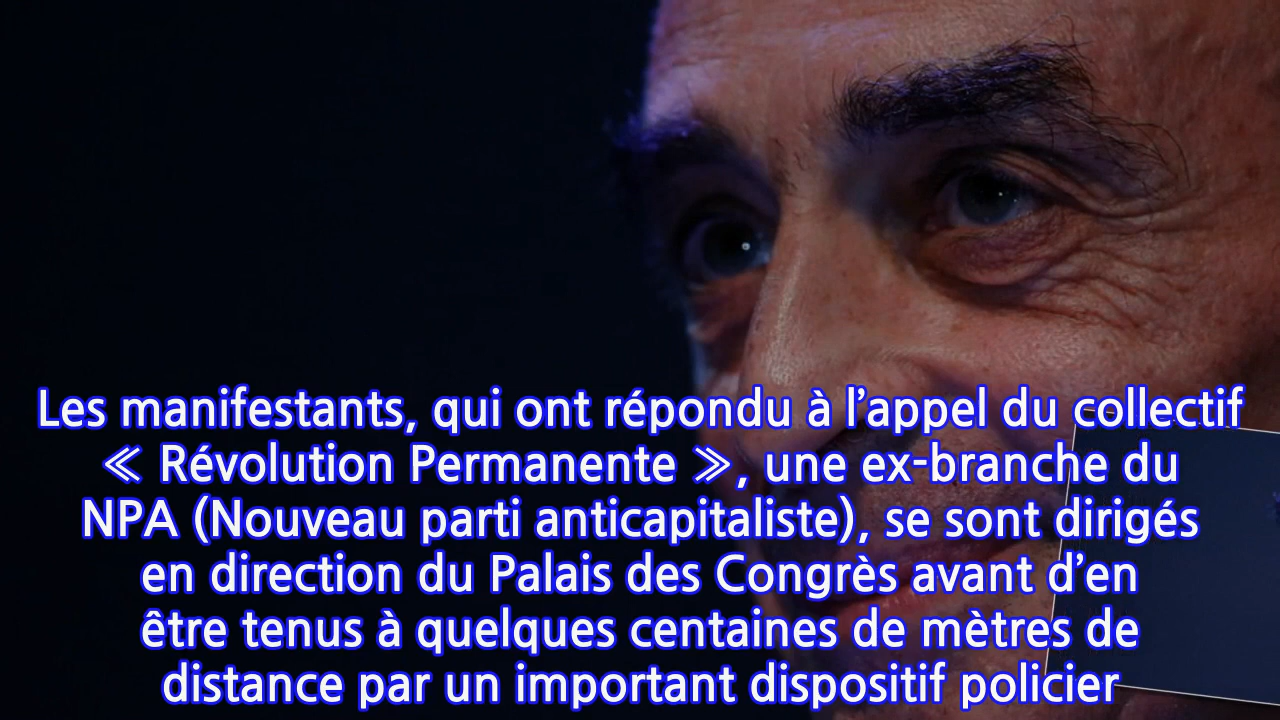 Les manifestants, qui ont répondu à l’appel du collectif
≪ Révolution Permanente ≫, une ex-branche du
NPA (Nouveau parti anticapitaliste), se sont dirigés
en direction du Palais des Congrès avant d’en
être tenus à quelques centaines de mètres de
distance par un important dispositif policier